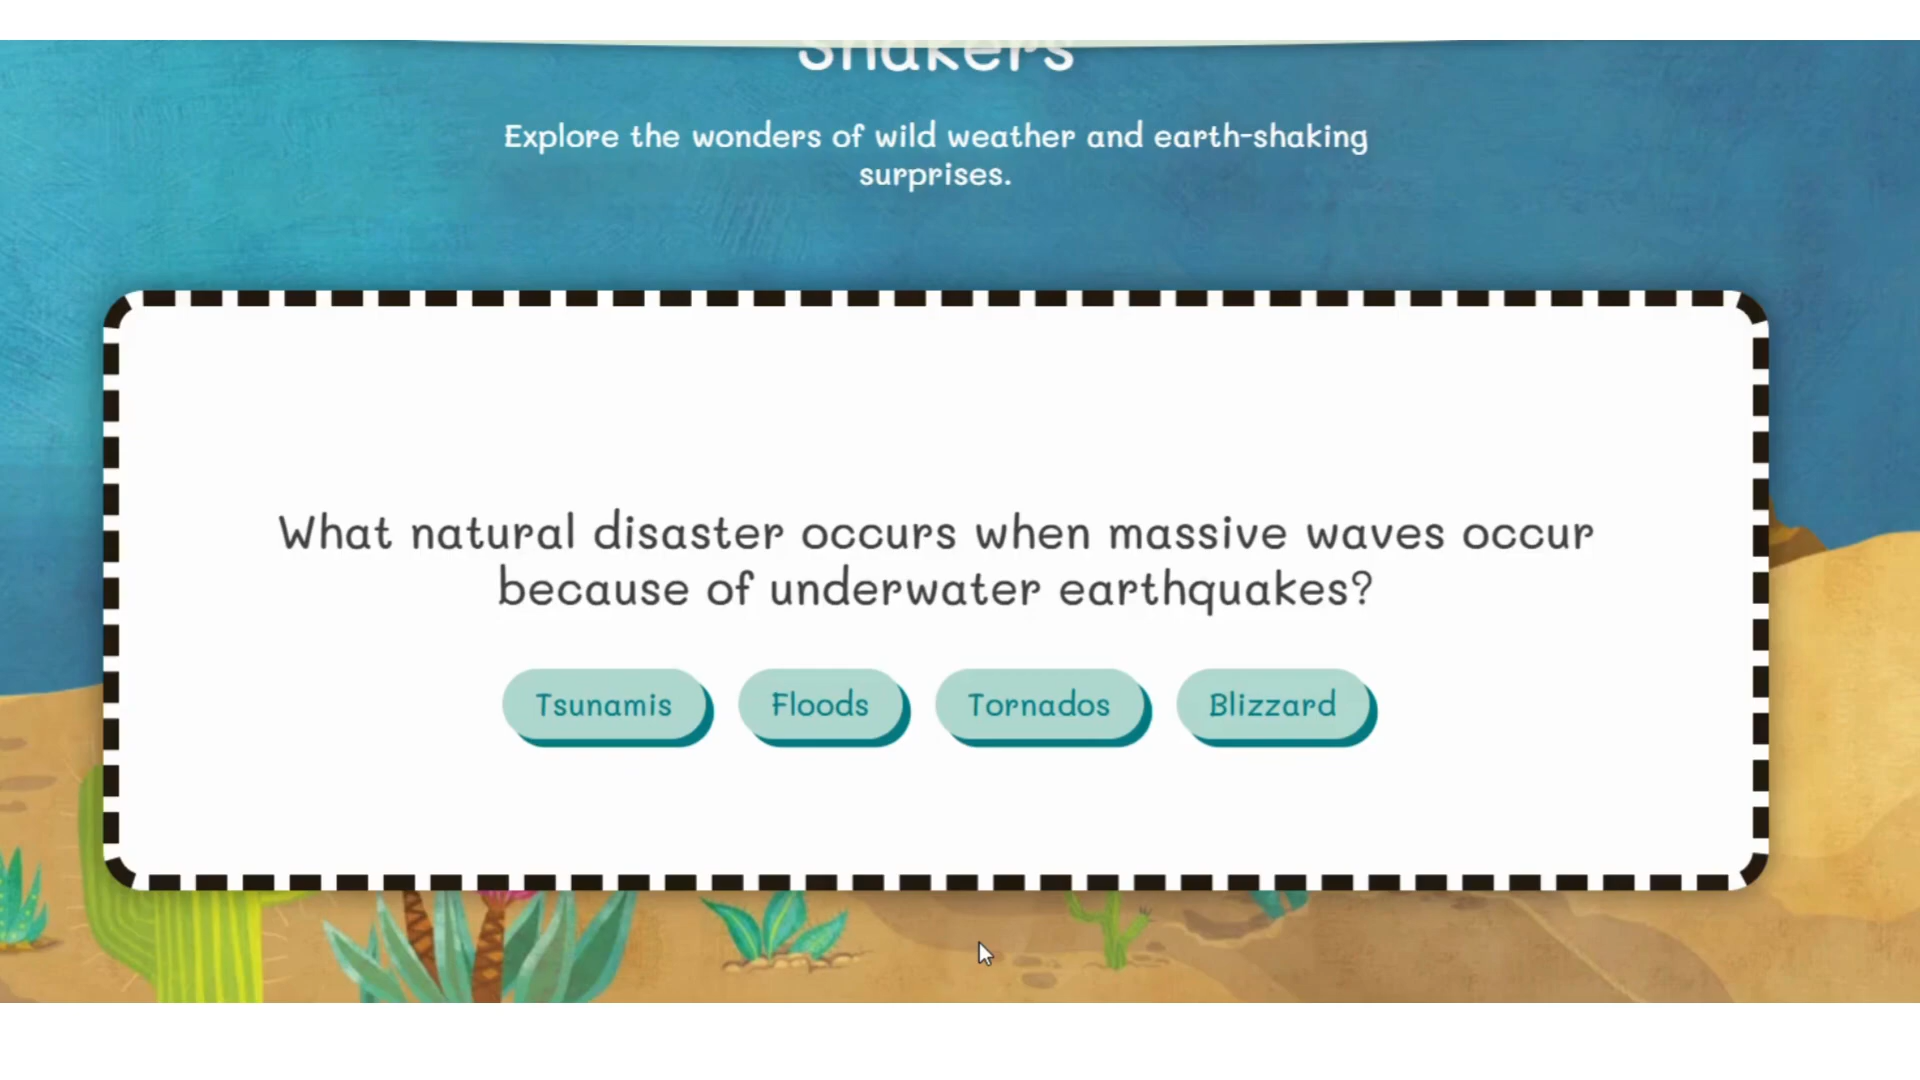 Shakers
Explore the wonders of wild weather and earth-shaking
surprises.
What natural disaster occurs when massive waves occur
because of underwater earthquakes?
Tsunamis Floods Tornados Blizzard